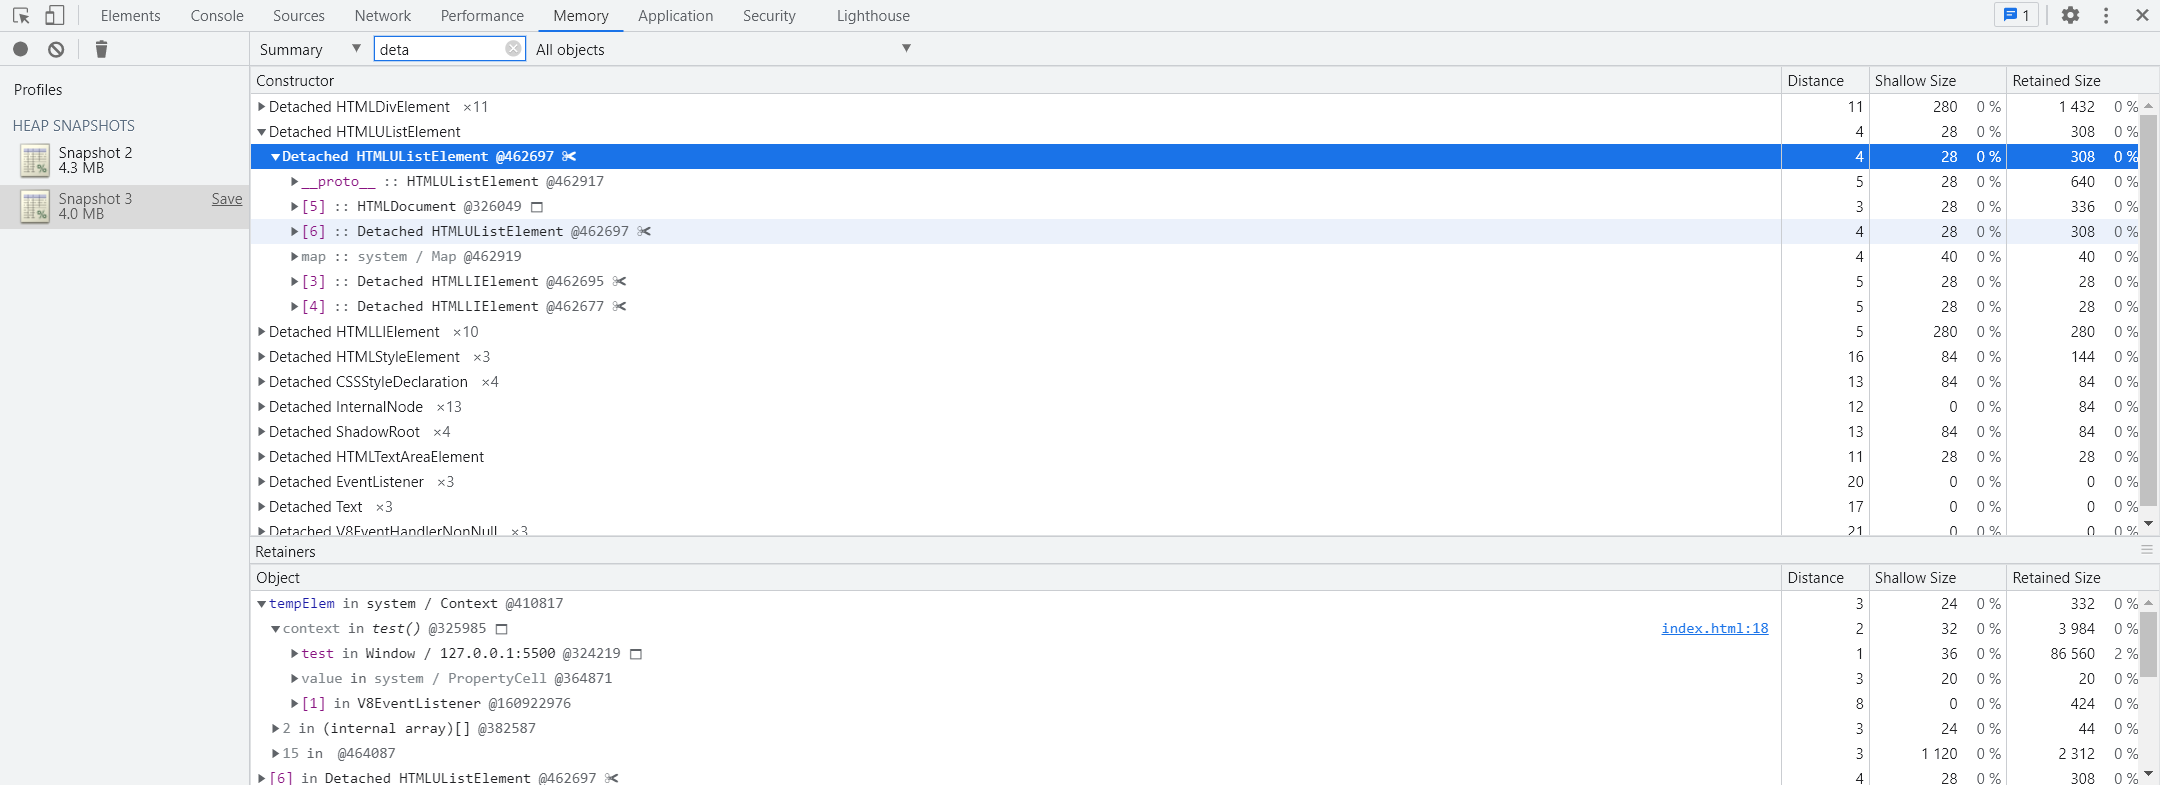 Elements Console Sources Network Performance Memory Application Security Lighthouse 1
Summary deta All objects
Profiles
HEAP SNAPSHOTS
Snapshot 2
4.3 MB
Snapshot 3 Save
4.0 MB
Constructor Distance Shallow Size Retained Size
Detached HTMLDivElement ×11 11 280 0 % 1 432 0 %
Detached HTMLUListElement 4 28 0 % 308 0 %
Detached HTMLUListElement @462697 4 28 0 % 308 0 %
__proto__ :: HTMLUListElement @462917 5 28 0 % 640 0 %
[5] :: HTMLDocument @326049 3 28 0 % 336 0 %
[6] :: Detached HTMLUListElement @462697 4 28 0 % 308 0 %
map :: system / Map @462919 4 40 0 % 40 0 %
[3] :: Detached HTMLLIElement @462695 5 28 0 % 28 0 %
[4] :: Detached HTMLLIElement @462677 5 28 0 % 28 0 %
Detached HTMLLIElement ×10 5 280 0 % 280 0 %
Detached HTMLStyleElement ×3 16 84 0 % 144 0 %
Detached CSSStyleDeclaration ×4 13 84 0 % 84 0 %
Detached InternalNode ×13 12 0 0 % 84 0 %
Detached ShadowRoot ×4 13 84 0 % 84 0 %
Detached HTMLTextAreaElement 11 28 0 % 28 0 %
Detached EventListener ×3 20 0 0 % 0 0 %
Detached Text ×3 17 0 0 % 0 0 %
Detached V8EventHandlerNonNull ×3 21 0 0 % 0 0 %
Retainers
Object Distance Shallow Size Retained Size
tempElem in system / Context @410817 3 24 0 % 332 0 %
context in test() @325985 index.html:18 2 32 0 % 3 984 0 %
test in Window / 127.0.0.1:5500 @324219 1 36 0 % 86 560 2 %
value in system / PropertyCell @364871 3 20 0 % 20 0 %
[1] in V8EventListener @160922976 8 0 0 % 424 0 %
2 in (internal array)[] @382587 3 24 0 % 44 0 %
15 in @464087 3 1 120 0 % 2 312 0 %
[6] in Detached HTMLUListElement @462697 4 28 0 % 308 0 %